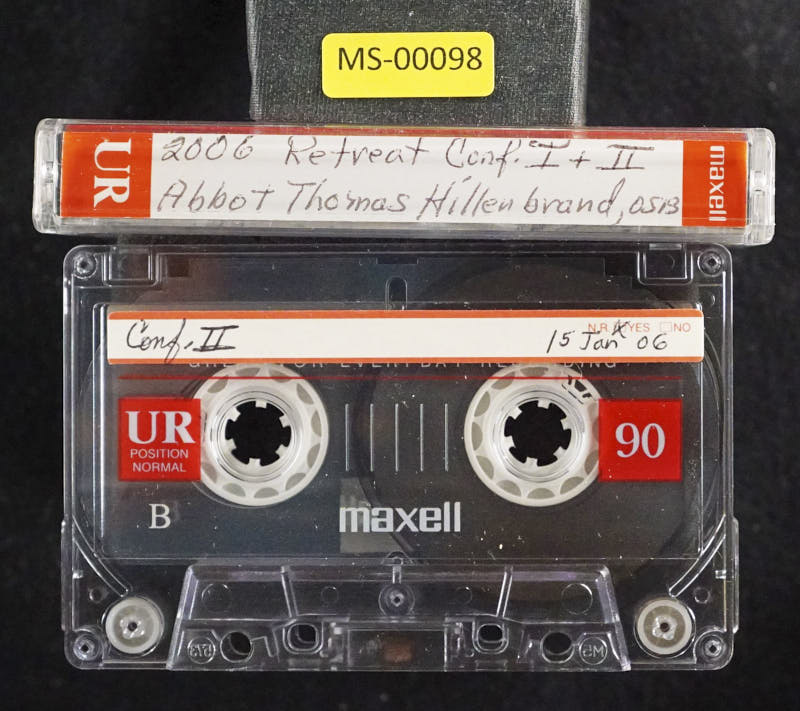 MS-00098
UR
2006 Retreat Conf. I + II
Abbot Thomas Hillenbrand, OSB
maxell
Conf. II
N.R. YES NO
15 Jan 06
UR
POSITION
NORMAL
90
B
maxell